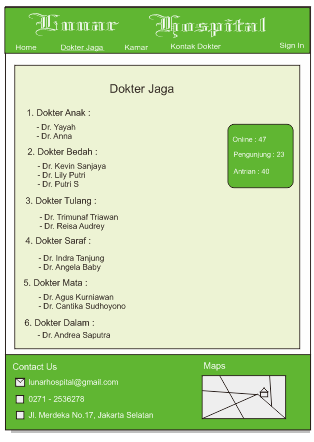 Lunar Hospital
Home Dokter Jaga Kamar Kontak Dokter Sign In
Dokter Jaga
1. Dokter Anak :
- Dr. Yayah
- Dr. Anna
2. Dokter Bedah :
- Dr. Kevin Sanjaya
- Dr. Lily Putri
- Dr. Putri S
3. Dokter Tulang :
- Dr. Trimunaf Triawan
- Dr. Reisa Audrey
4. Dokter Saraf :
- Dr. Indra Tanjung
- Dr. Angela Baby
5. Dokter Mata :
- Dr. Agus Kurniawan
- Dr. Cantika Sudhoyono
6. Dokter Dalam :
- Dr. Andrea Saputra
Online : 47
Pengunjung : 23
Antrian : 40
Contact Us
lunarhospital@gmail.com
0271 - 2536278
Jl. Merdeka No.17, Jakarta Selatan
Maps